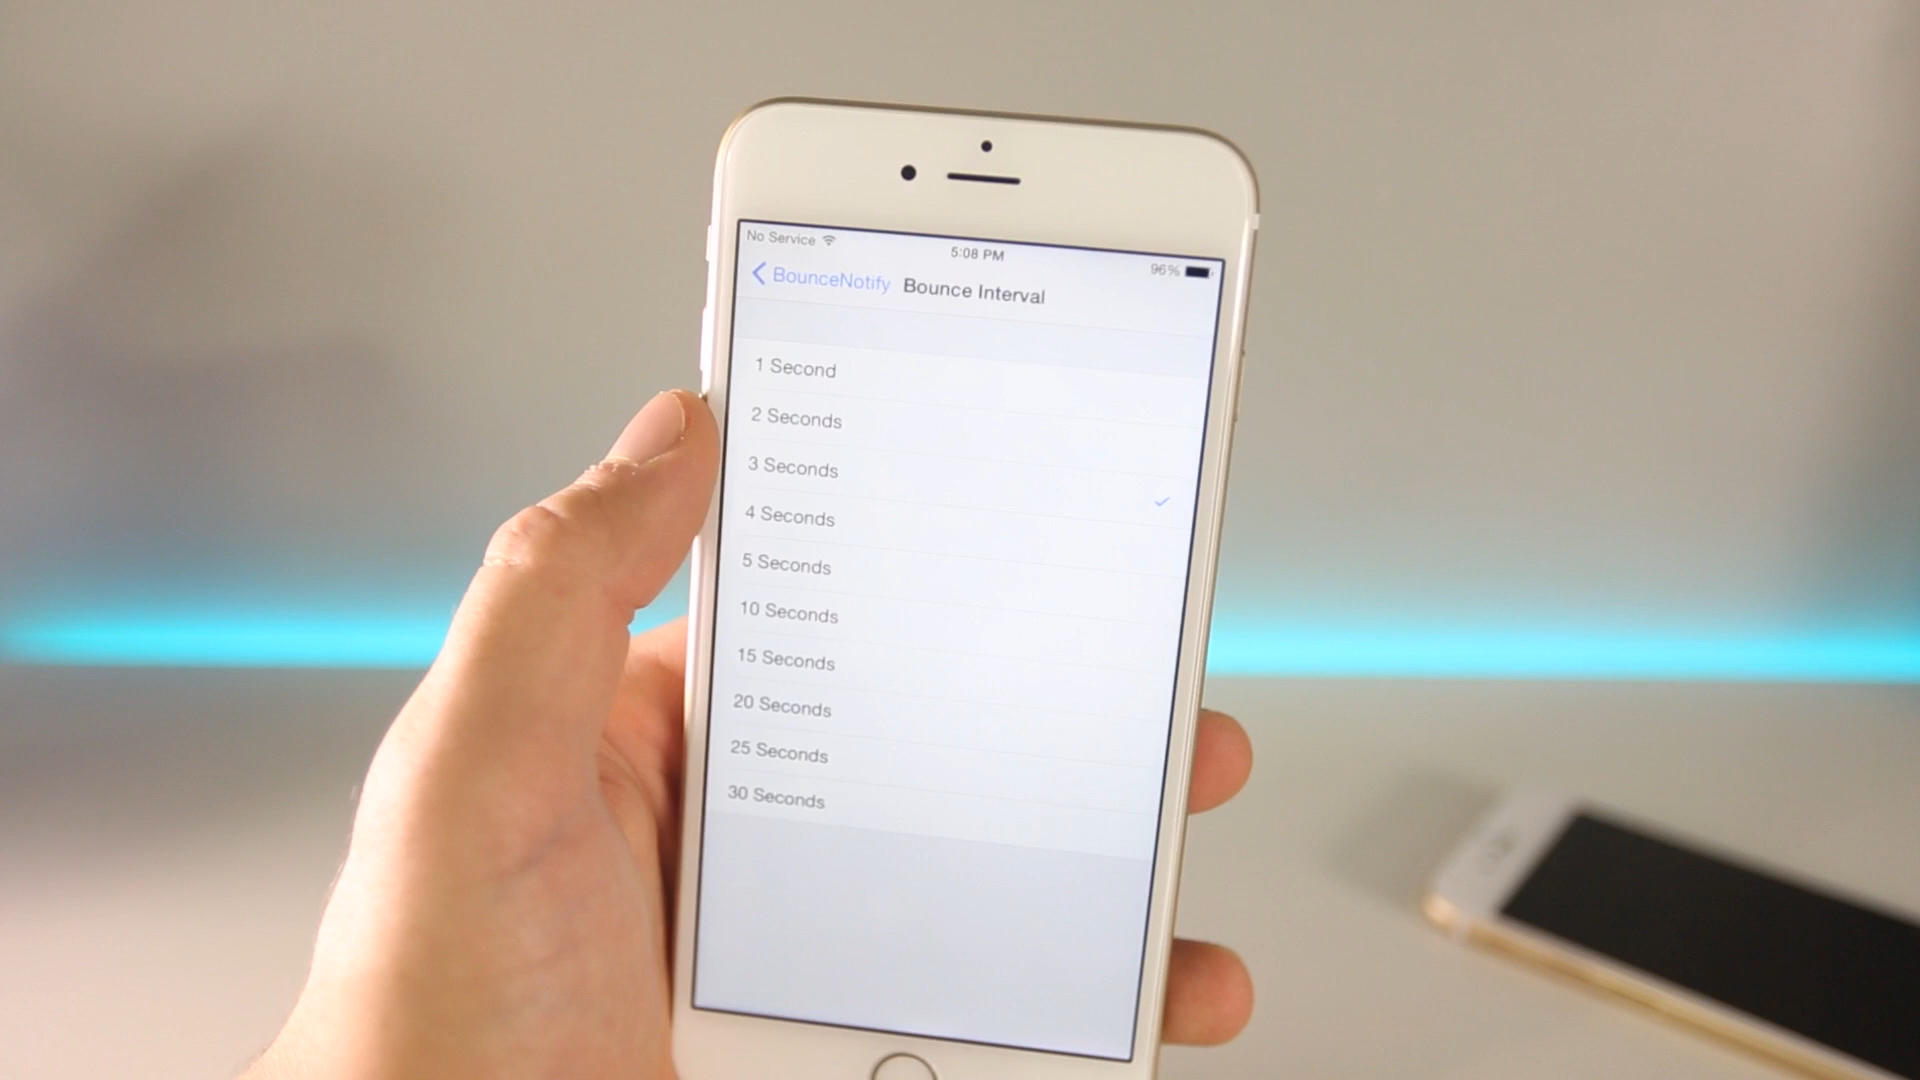 No Service
5:08 PM
96%
BounceNotify
Bounce Interval
1 Second
2 Seconds
3 Seconds
4 Seconds
5 Seconds
10 Seconds
15 Seconds
20 Seconds
25 Seconds
30 Seconds